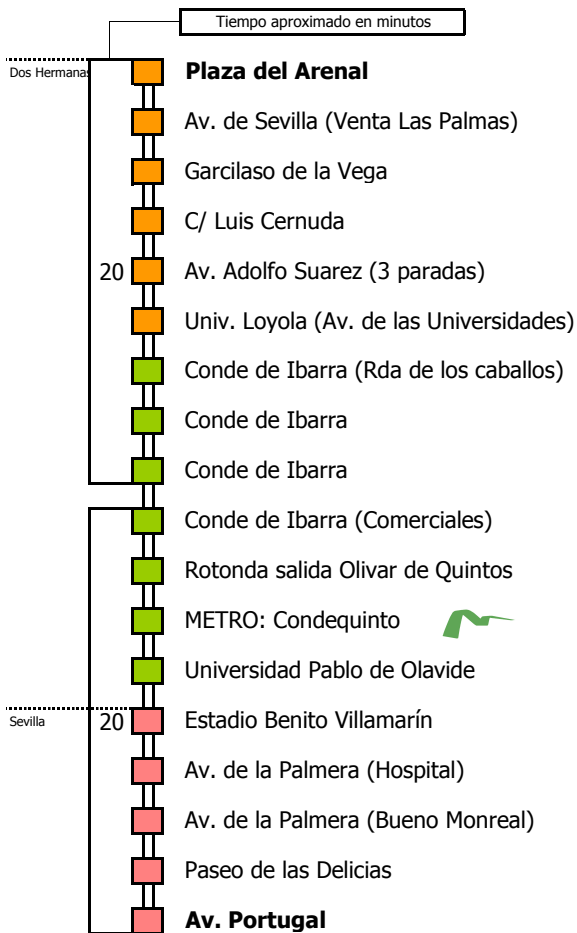 Tiempo aproximado en minutos
Dos Hermanas
Plaza del Arenal
Av. de Sevilla (Venta Las Palmas)
Garcilaso de la Vega
C/ Luis Cernuda
20
Av. Adolfo Suarez (3 paradas)
Univ. Loyola (Av. de las Universidades)
Conde de Ibarra (Rda de los caballos)
Conde de Ibarra
Conde de Ibarra
Conde de Ibarra (Comerciales)
Rotonda salida Olivar de Quintos
METRO: Condequinto
Universidad Pablo de Olavide
Sevilla
20
Estadio Benito Villamarín
Av. de la Palmera (Hospital)
Av. de la Palmera (Bueno Monreal)
Paseo de las Delicias
Av. Portugal